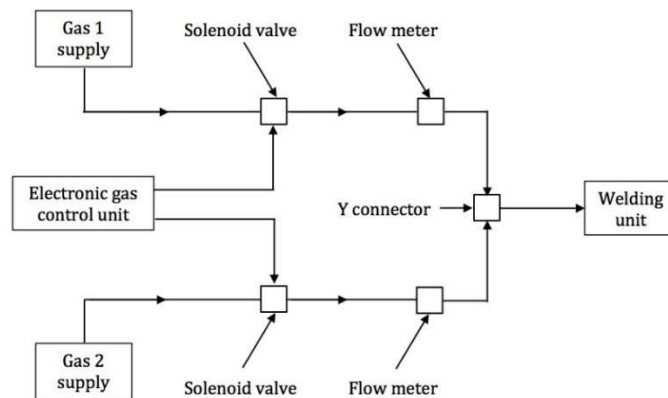 Gas 1
supply
Solenoid valve
Flow meter
Electronic gas
control unit
Y connector
Welding
unit
Gas 2
supply
Solenoid valve
Flow meter